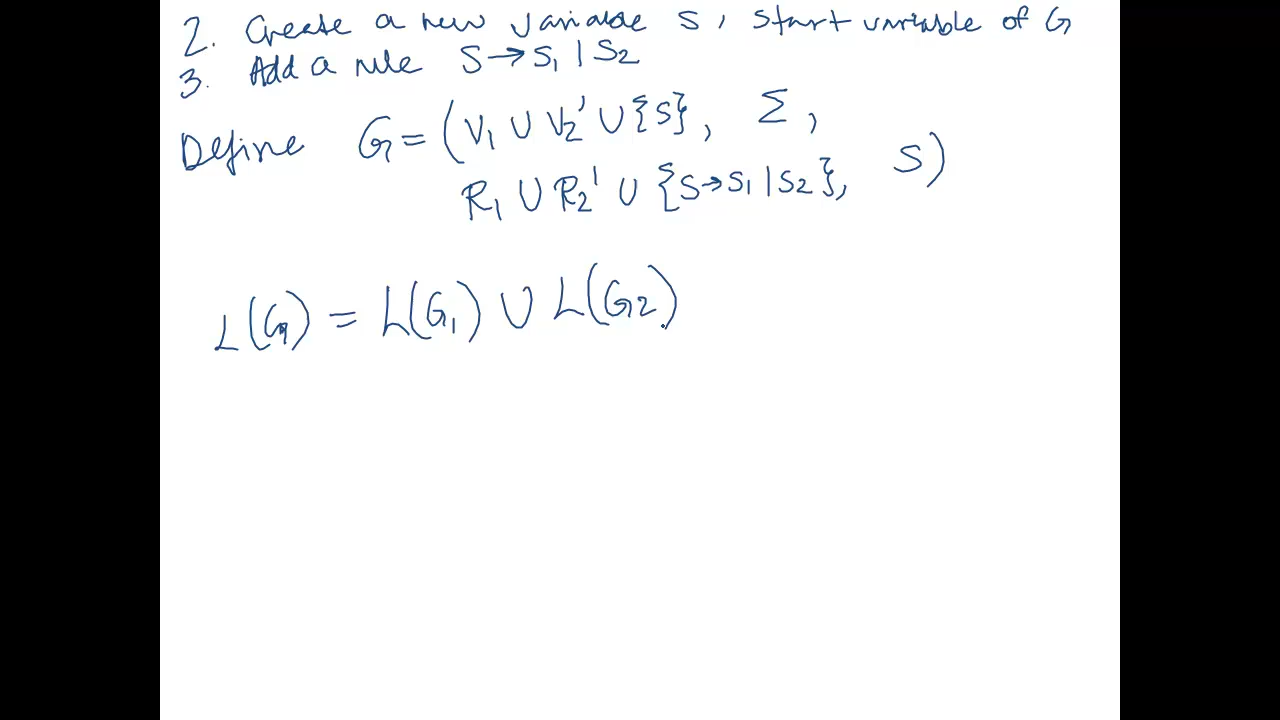 2. Create a new variable S, start variable of G
3. Add a rule S → S₁ | S₂
Define G = (V₁ ∪ V₂' ∪ {S}, Σ,
R₁ ∪ R₂' ∪ {S → S₁ | S₂}, S)
L(G) = L(G₁) ∪ L(G₂)